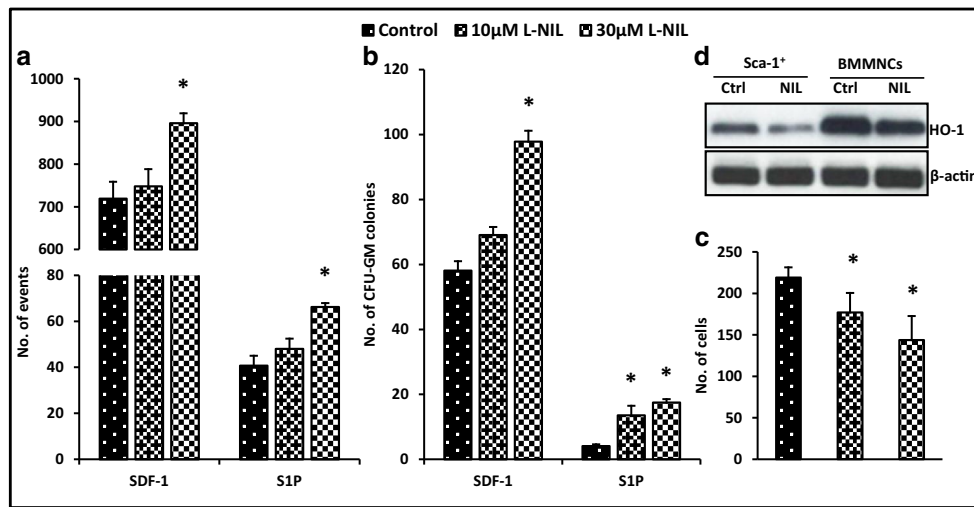 Control 10µM L-NIL 30µM L-NIL
a
No. of events
1000
900
800
700
600
80
60
40
20
0
SDF-1 S1P
*
*
b
No. of CFU-GM colonies
120
100
80
60
40
20
0
SDF-1 S1P
*
* *
d
Sca-1⁺ BMMNCs
Ctrl NIL Ctrl NIL
HO-1
β-actin
c
No. of cells
250
200
150
100
50
0
*
*